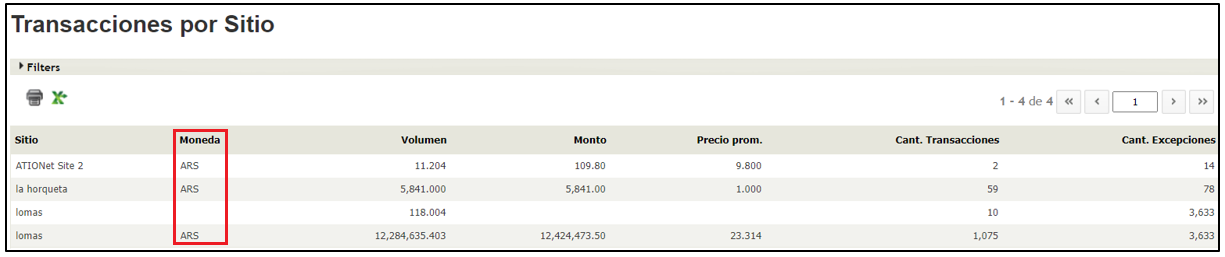 Transacciones por Sitio
Filters
1 - 4 de 4 « ‹ 1 › »
Sitio Moneda Volumen Monto Precio prom. Cant. Transacciones Cant. Excepciones
ATIONet Site 2 ARS 11.204 109.80 9.800 2 14
la horqueta ARS 5,841.000 5,841.00 1.000 59 78
lomas 118.004 10 3,633
lomas ARS 12,284,635.403 12,424,473.50 23.314 1,075 3,633